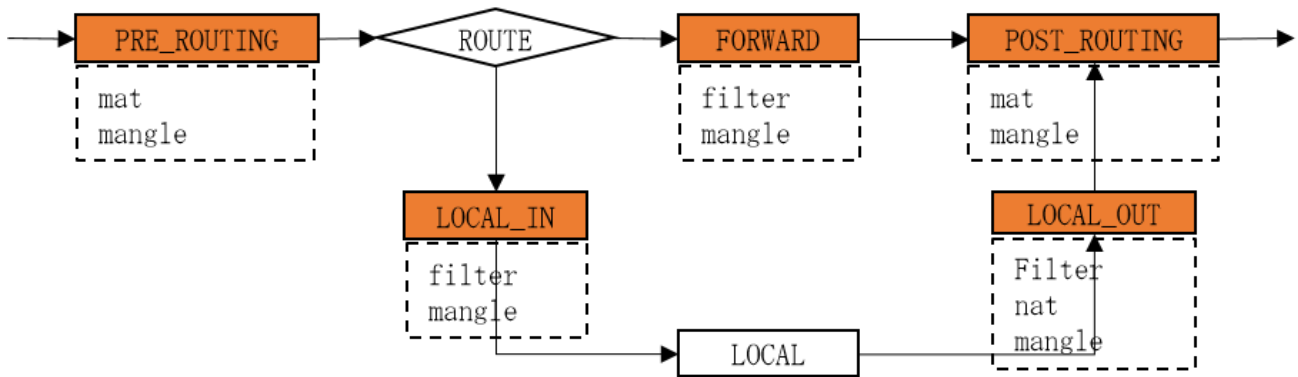 PRE_ROUTING
ROUTE
FORWARD
POST_ROUTING
mat
mangle
filter
mangle
mat
mangle
LOCAL_IN
filter
mangle
LOCAL_OUT
Filter
nat
mangle
LOCAL